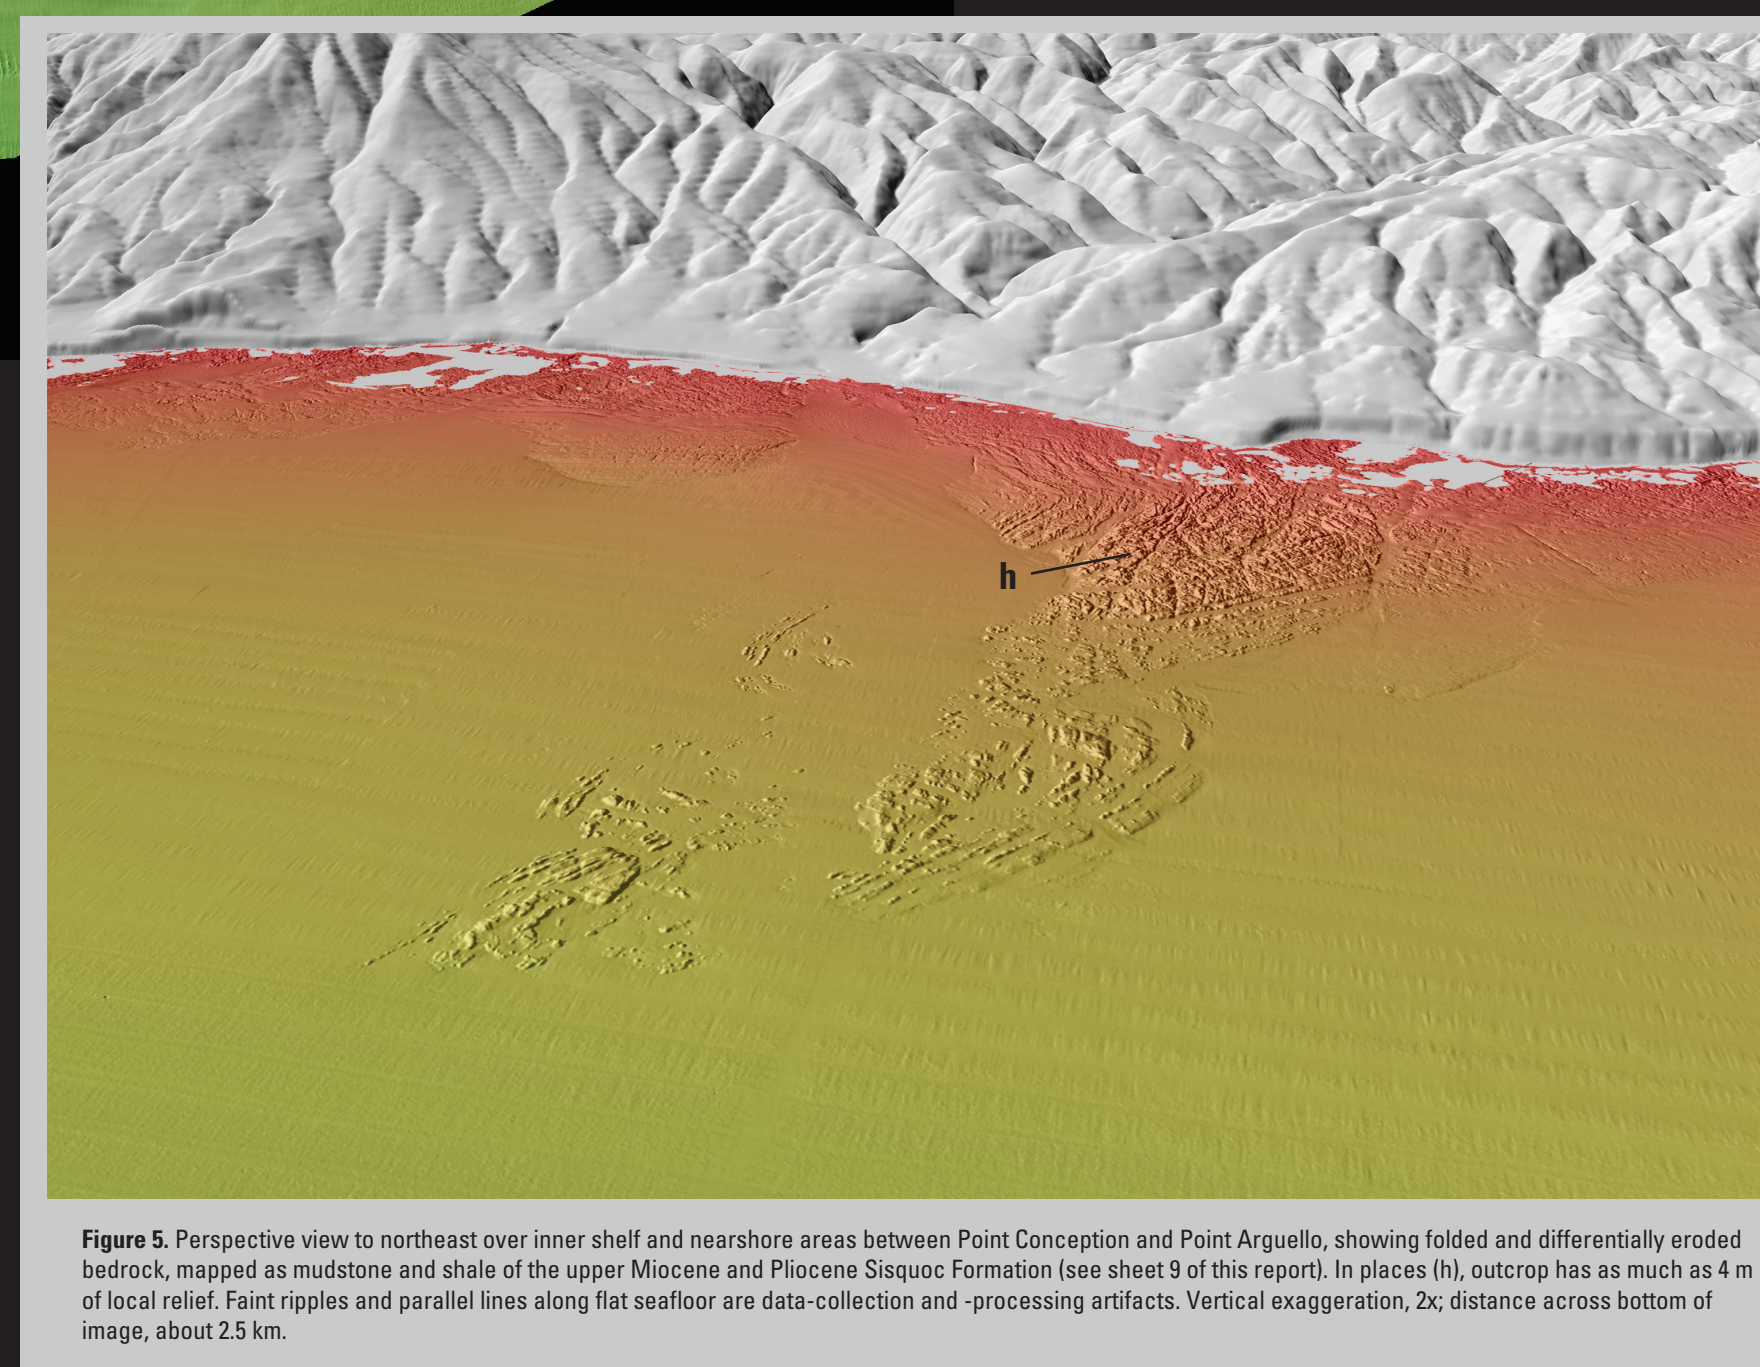 h
Figure 5. Perspective view to northeast over inner shelf and nearshore areas between Point Conception and Point Arguello, showing folded and differentially eroded
bedrock, mapped as mudstone and shale of the upper Miocene and Pliocene Sisquoc Formation (see sheet 9 of this report). In places (h), outcrop has as much as 4 m
of local relief. Faint ripples and parallel lines along flat seafloor are data-collection and -processing artifacts. Vertical exaggeration, 2x; distance across bottom of
image, about 2.5 km.